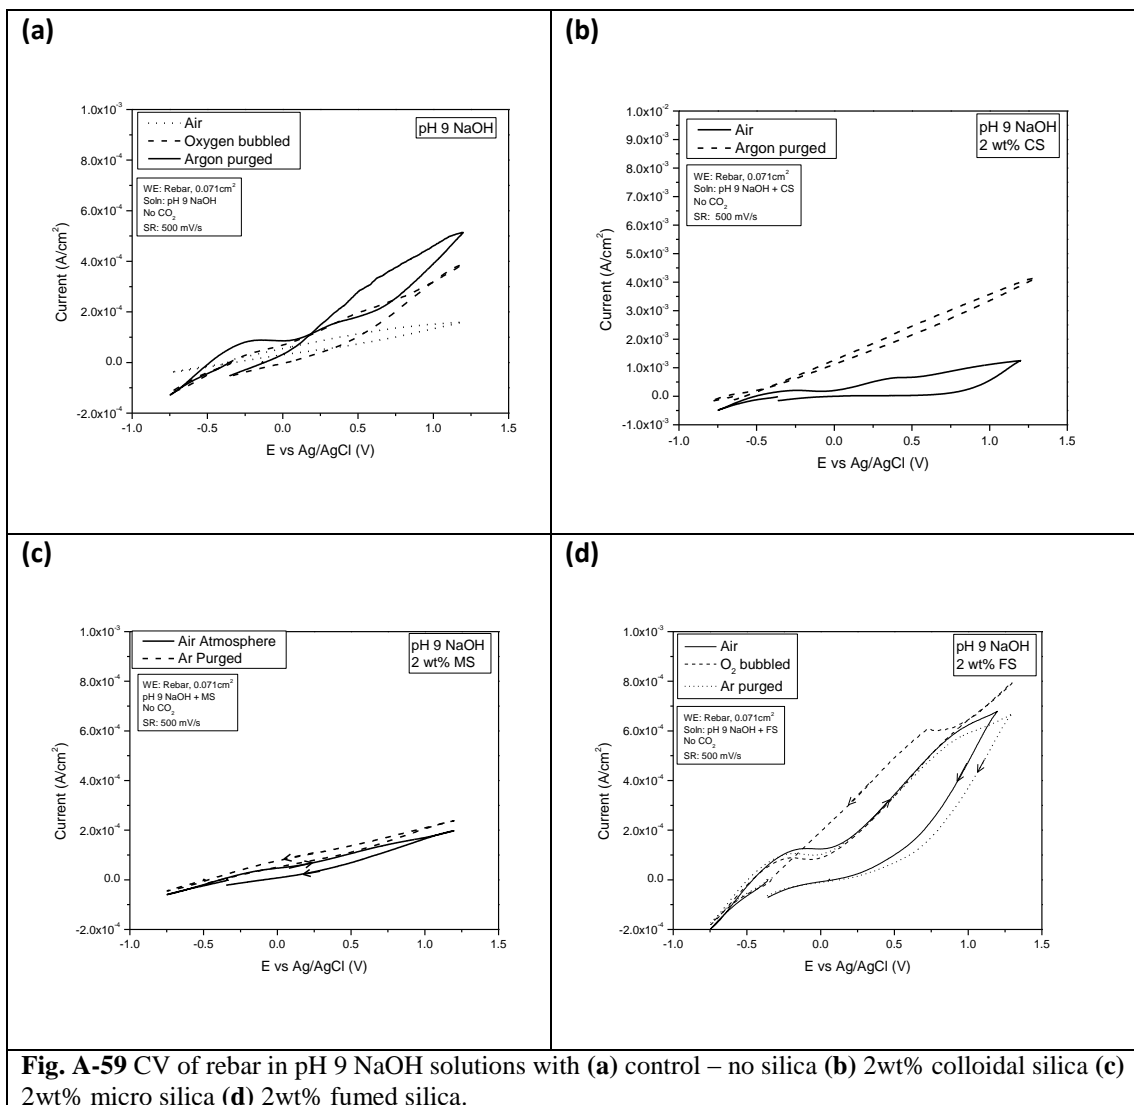 (a)
1.0x10⁻³
8.0x10⁻⁴
6.0x10⁻⁴
4.0x10⁻⁴
2.0x10⁻⁴
0.0
-2.0x10⁻⁴
Current (A/cm²)
Air
Oxygen bubbled
Argon purged
pH 9 NaOH
WE: Rebar, 0.071cm²
Soln: pH 9 NaOH
No CO₂
SR: 500 mV/s
-1.0 -0.5 0.0 0.5 1.0 1.5
E vs Ag/AgCl (V)
(b)
1.0x10⁻²
9.0x10⁻³
8.0x10⁻³
7.0x10⁻³
6.0x10⁻³
5.0x10⁻³
4.0x10⁻³
3.0x10⁻³
2.0x10⁻³
1.0x10⁻³
0.0
-1.0x10⁻³
Current (A/cm²)
Air
Argon purged
pH 9 NaOH
2 wt% CS
WE: Rebar, 0.071cm²
Soln: pH 9 NaOH + CS
No CO₂
SR: 500 mV/s
-1.0 -0.5 0.0 0.5 1.0 1.5
E vs Ag/AgCl (V)
(c)
1.0x10⁻³
8.0x10⁻⁴
6.0x10⁻⁴
4.0x10⁻⁴
2.0x10⁻⁴
0.0
-2.0x10⁻⁴
Current (A/cm²)
Air Atmosphere
Ar Purged
pH 9 NaOH
2 wt% MS
WE: Rebar, 0.071cm²
pH 9 NaOH + MS
No CO₂
SR: 500 mV/s
-1.0 -0.5 0.0 0.5 1.0 1.5
E vs Ag/AgCl (V)
(d)
1.0x10⁻³
8.0x10⁻⁴
6.0x10⁻⁴
4.0x10⁻⁴
2.0x10⁻⁴
0.0
-2.0x10⁻⁴
Current (A/cm²)
Air
O₂ bubbled
Ar purged
pH 9 NaOH
2 wt% FS
WE: Rebar, 0.071cm²
Soln: pH 9 NaOH + FS
No CO₂
SR: 500 mV/s
-1.0 -0.5 0.0 0.5 1.0 1.5
E vs Ag/AgCl (V)
Fig. A-59 CV of rebar in pH 9 NaOH solutions with (a) control – no silica (b) 2wt% colloidal silica (c)
2wt% micro silica (d) 2wt% fumed silica.